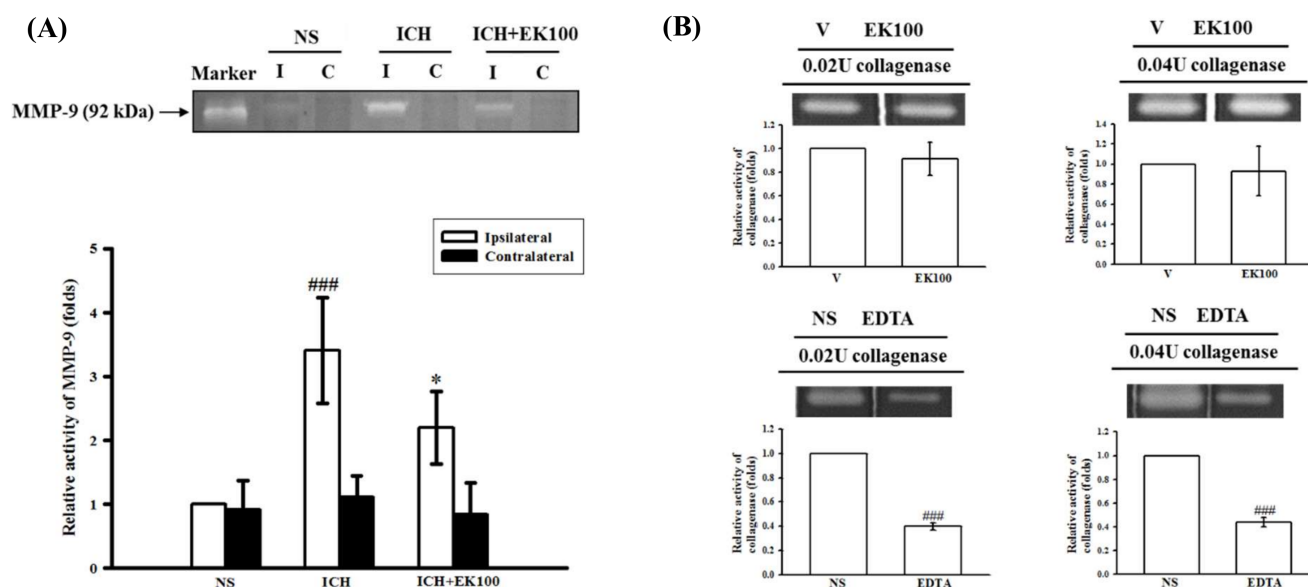 (A)
NS ICH ICH+EK100
Marker I C I C I C
MMP-9 (92 kDa)
Relative activity of MMP-9 (folds)
5
4
3
2
1
0
Ipsilateral
Contralateral
###
*
NS ICH ICH+EK100
(B)
V EK100
0.02U collagenase
Relative activity of
collagenase (folds)
1.2
1.0
0.8
0.6
0.4
0.2
0.0
V EK100
V EK100
0.04U collagenase
Relative activity of
collagenase (folds)
1.4
1.2
1.0
0.8
0.6
0.4
0.2
0.0
V EK100
NS EDTA
0.02U collagenase
Relative activity of
collagenase (folds)
1.2
1.0
0.8
0.6
0.4
0.2
0.0
###
NS EDTA
NS EDTA
0.04U collagenase
Relative activity of
collagenase (folds)
1.2
1.0
0.8
0.6
0.4
0.2
0.0
###
NS EDTA